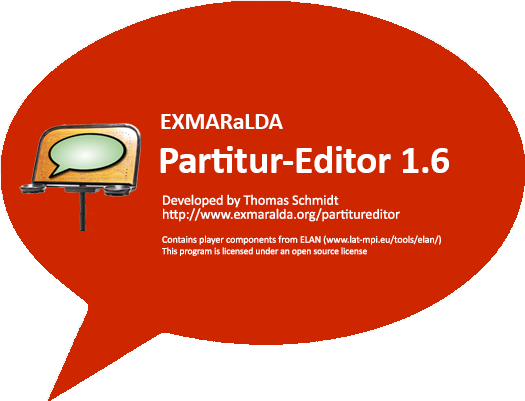 EXMARaLDA
Partitur-Editor 1.6
Developed by Thomas Schmidt
http://www.exmaralda.org/partitureditor
Contains player components from ELAN (www.lat-mpi.eu/tools/elan/)
This program is licensed under an open source license